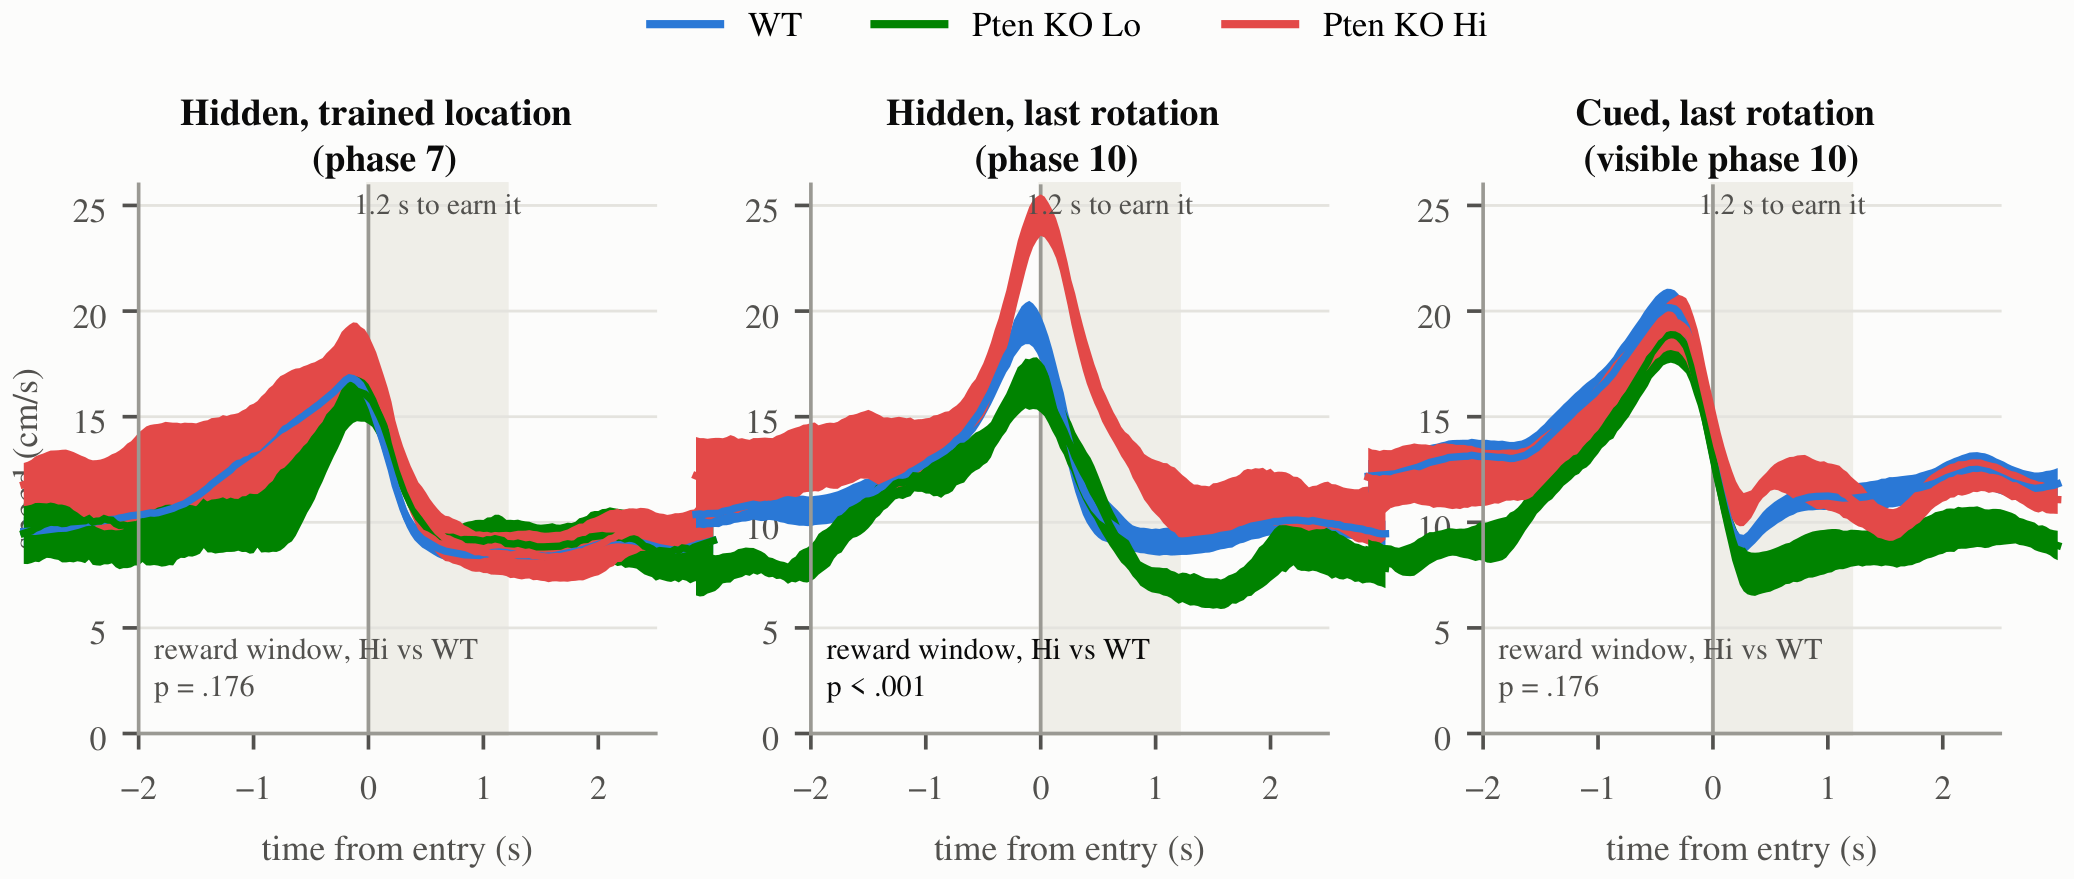 WT Pten KO Lo Pten KO Hi
Hidden, trained location
(phase 7)
Hidden, last rotation
(phase 10)
Cued, last rotation
(visible phase 10)
speed (cm/s)
25
20
15
5
0
1.2 s to earn it
reward window, Hi vs WT
p = .176
−2 −1 0 1 2
time from entry (s)
25
20
15
10
5
0
1.2 s to earn it
reward window, Hi vs WT
p < .001
−2 −1 0 1 2
time from entry (s)
25
20
15
10
5
0
1.2 s to earn it
reward window, Hi vs WT
p = .176
−2 −1 0 1 2
time from entry (s)